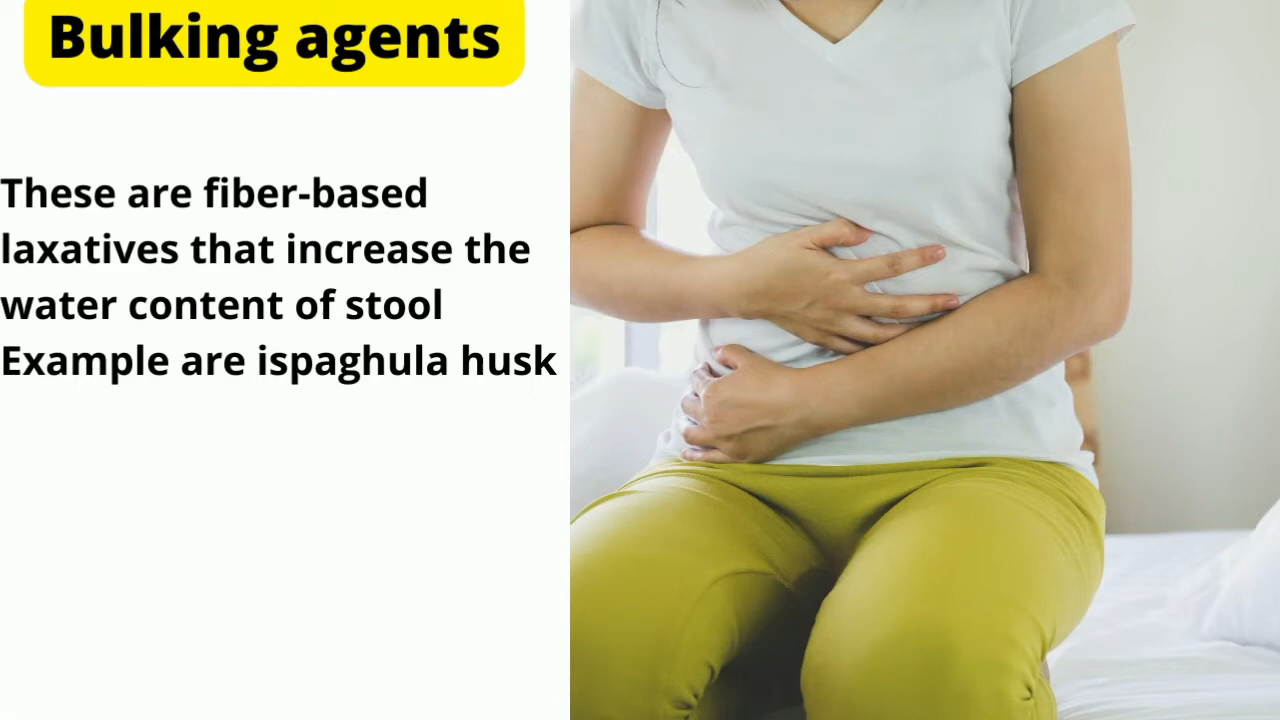 Bulking agents
These are fiber-based
laxatives that increase the
water content of stool
Example are ispaghula husk